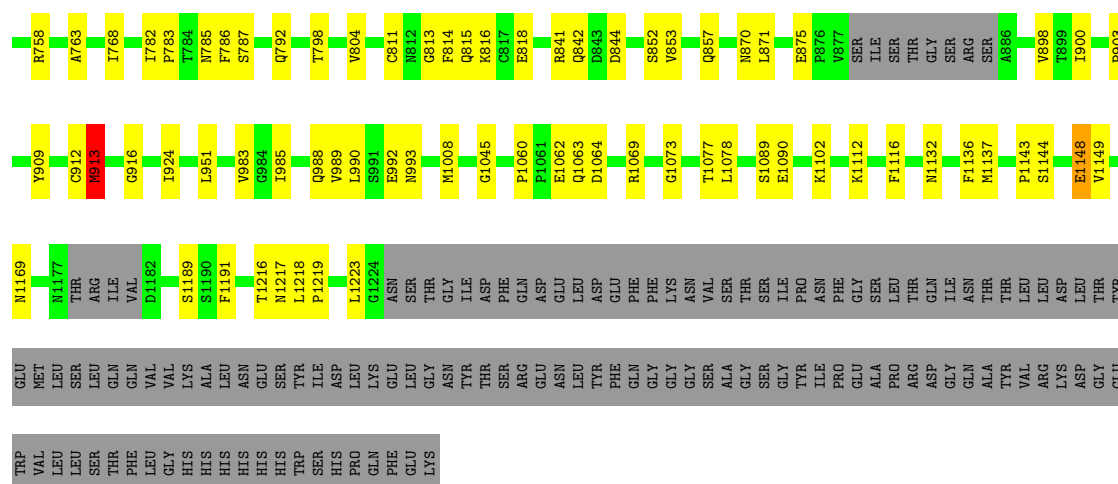 R758 A763 I768 I782 P783 T784 N785 F786 S787 Q792 T798 V804 C811 N812 G813 F814 Q815 K816 C817 E818 R841 Q842 D843 D844 S852 V853 Q857 N870 L871 E875 P876 V877 SER ILE SER THR GLY SER ARG SER A886 V898 T899 I900
Y909 C912 M913 G916 I924 L951 V983 G984 I985 Q988 V989 L990 S991 E992 N993 M1008 G1045 P1060 P1061 E1062 Q1063 D1064 R1069 G1073 T1077 L1078 S1089 E1090 K1102 K1112 F1116 N1132 F1136 M1137 P1143 S1144 E1148 V1149
N1169 N1177 THR ARG ILE VAL D1182 S1189 S1190 F1191 T1216 N1217 L1218 P1219 L1223 G1224 ASN SER THR GLY ILE ASP PHE GLN ASP GLU LEU ASP GLU PHE PHE LYS ASN VAL SER THR SER ILE PRO ASN PHE GLY SER LEU THR GLN ILE ASN THR THR LEU LEU ASP LEU THR TYR
GLU MET LEU SER LEU GLN GLN VAL VAL LYS ALA LEU ASN GLU SER TYR ILE ASP LEU LYS GLU LEU GLY ASN TYR THR SER ARG GLU ASN LEU TYR PHE GLN GLY GLY GLY SER ALA GLY SER GLY TYR ILE PRO GLU ALA PRO ARG ASP GLY GLN ALA TYR VAL ARG LYS ASP GLY GLU
TRP VAL LEU LEU SER THR PHE LEU GLY HIS HIS HIS HIS HIS HIS TRP SER HIS PRO GLN PHE GLU LYS